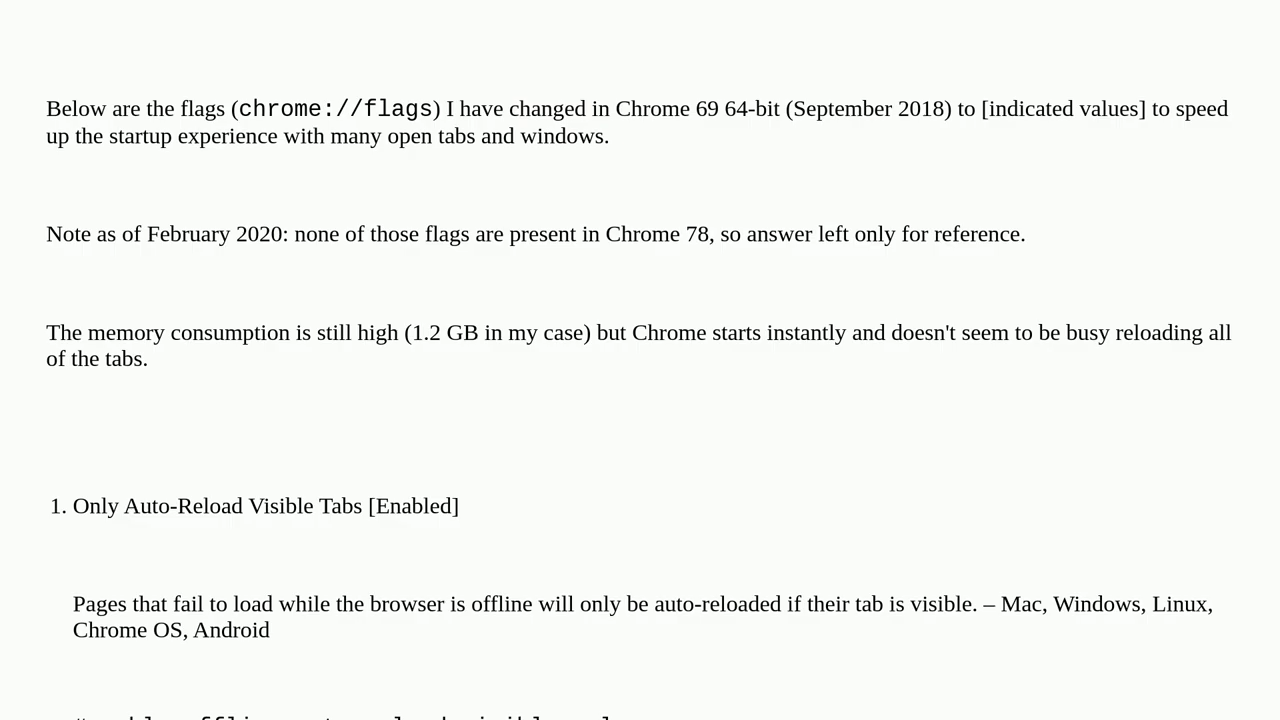 Below are the flags (chrome://flags) I have changed in Chrome 69 64-bit (September 2018) to [indicated values] to speed
up the startup experience with many open tabs and windows.
Note as of February 2020: none of those flags are present in Chrome 78, so answer left only for reference.
The memory consumption is still high (1.2 GB in my case) but Chrome starts instantly and doesn't seem to be busy reloading all
of the tabs.
1. Only Auto-Reload Visible Tabs [Enabled]
Pages that fail to load while the browser is offline will only be auto-reloaded if their tab is visible. – Mac, Windows, Linux,
Chrome OS, Android